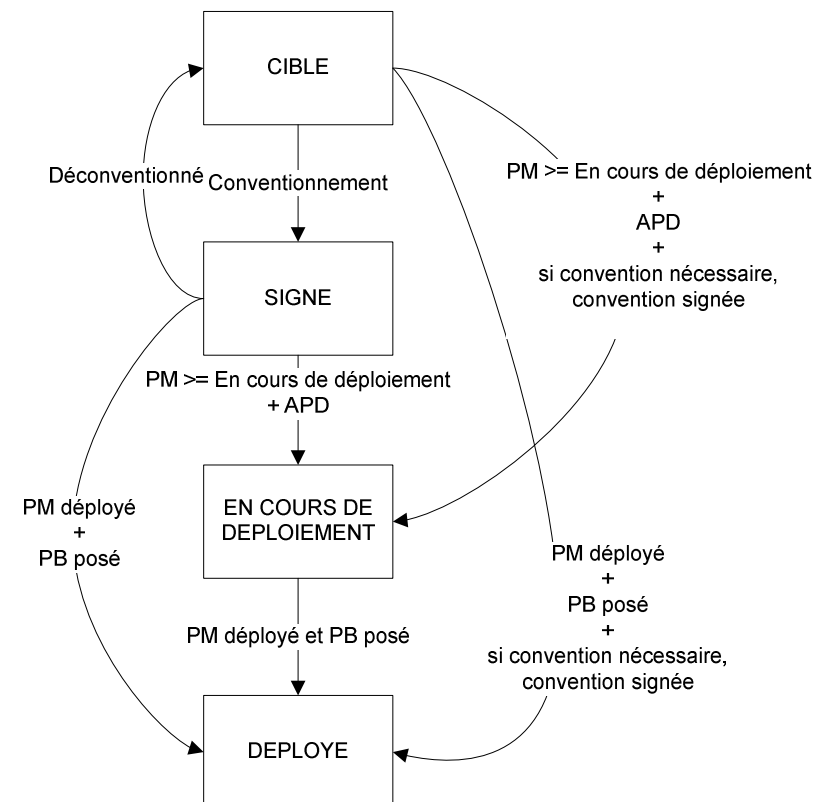 CIBLE
Déconventionné
Conventionnement
PM >= En cours de déploiement
+
APD
+
si convention nécessaire,
convention signée
SIGNE
PM >= En cours de déploiement
+ APD
EN COURS DE
DEPLOIEMENT
PM déployé
+
PB posé
PM déployé
+
PB posé
+
si convention nécessaire,
convention signée
PM déployé et PB posé
DEPLOYE